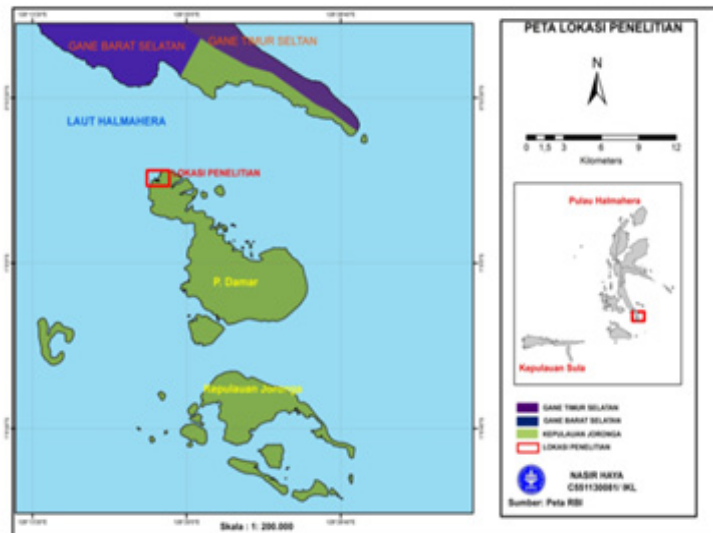 GANE BARAT SELATAN
GANE TIMUR SELTAN
LAUT HALMAHERA
LOKASI PENELITIAN
P. Damar
Kepulauan Joronga
Skala : 1: 200.000
PETA LOKASI PENELITIAN
N
0 1,5 3 6 9 12
Kilometers
Pulau Halmahera
Kepulauan Sula
GANE TIMUR SELATAN
GANE BARAT SELATAN
KEPULAUAN JORONGA
LOKASI PENELITIAN
NASIR HAYA
C551130081/ IKL
Sumber: Peta RBI